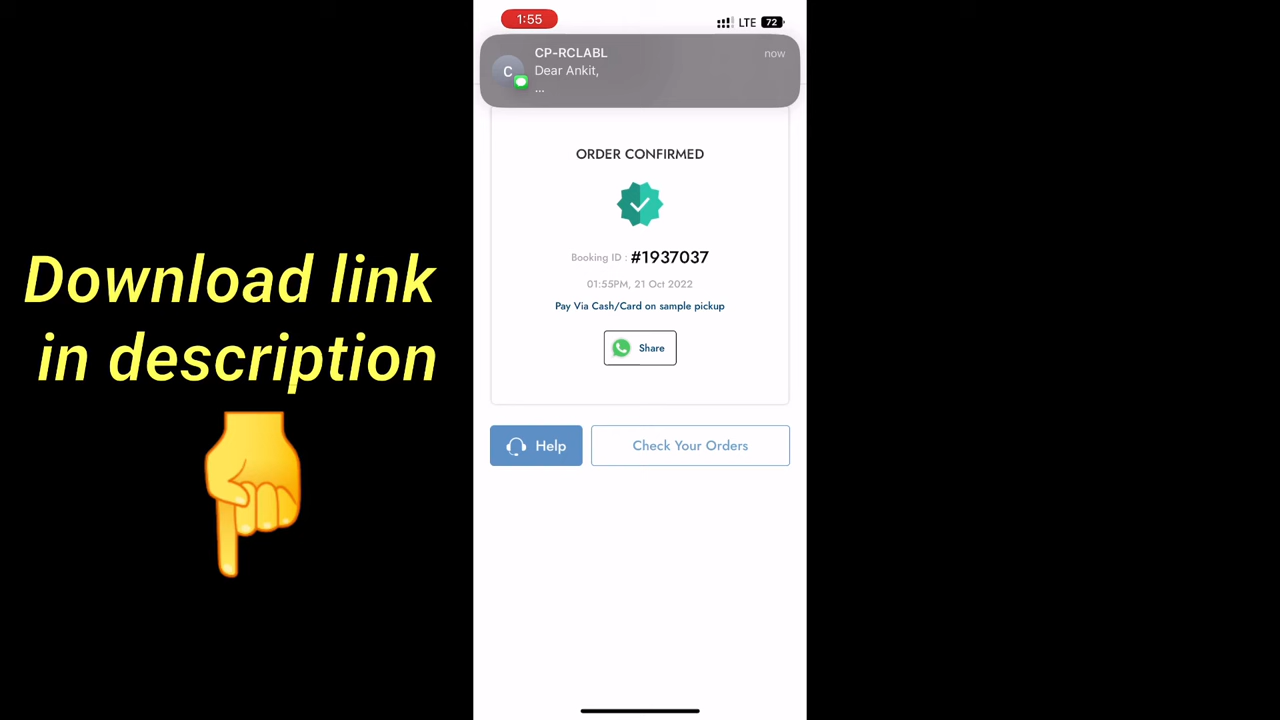 1:55
LTE 72
CP-RCLABL
now
C
Dear Ankit,
...
ORDER CONFIRMED
Booking ID : #1937037
01:55PM, 21 Oct 2022
Pay Via Cash/Card on sample pickup
Share
Help
Check Your Orders
Download link
in description